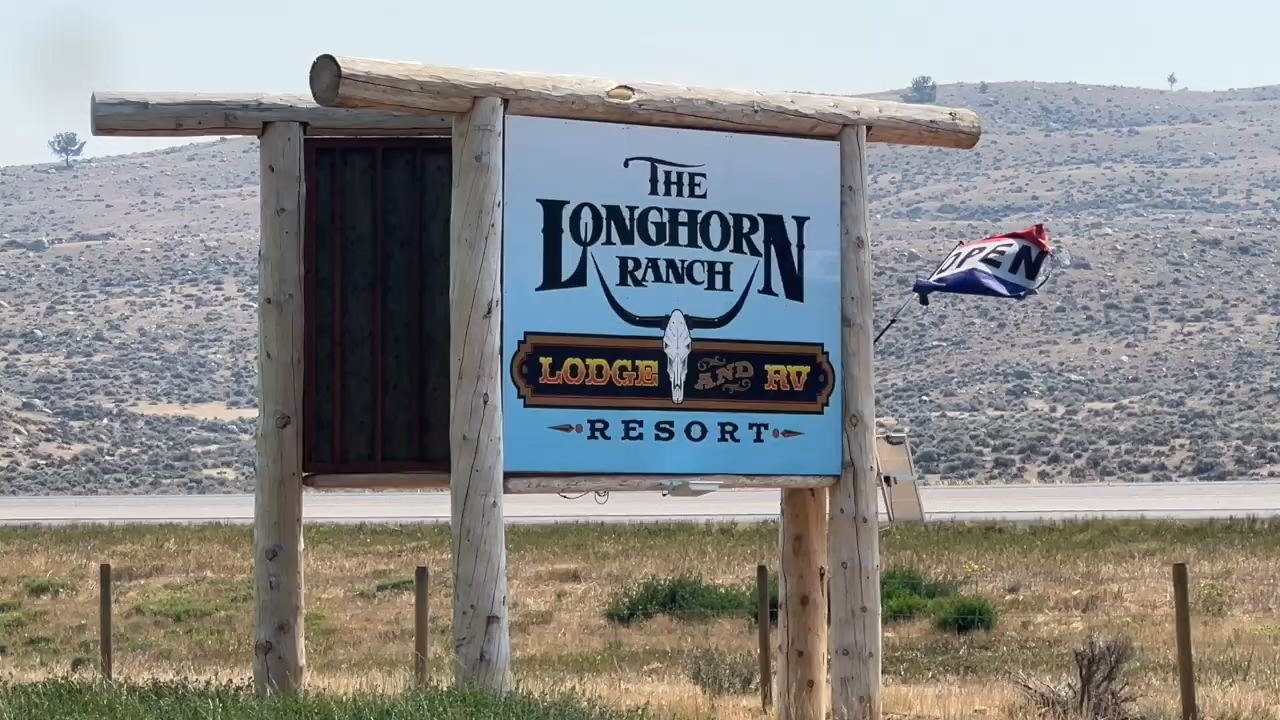 THE
LONGHORN
RANCH
LODGE AND RV
RESORT
OPEN